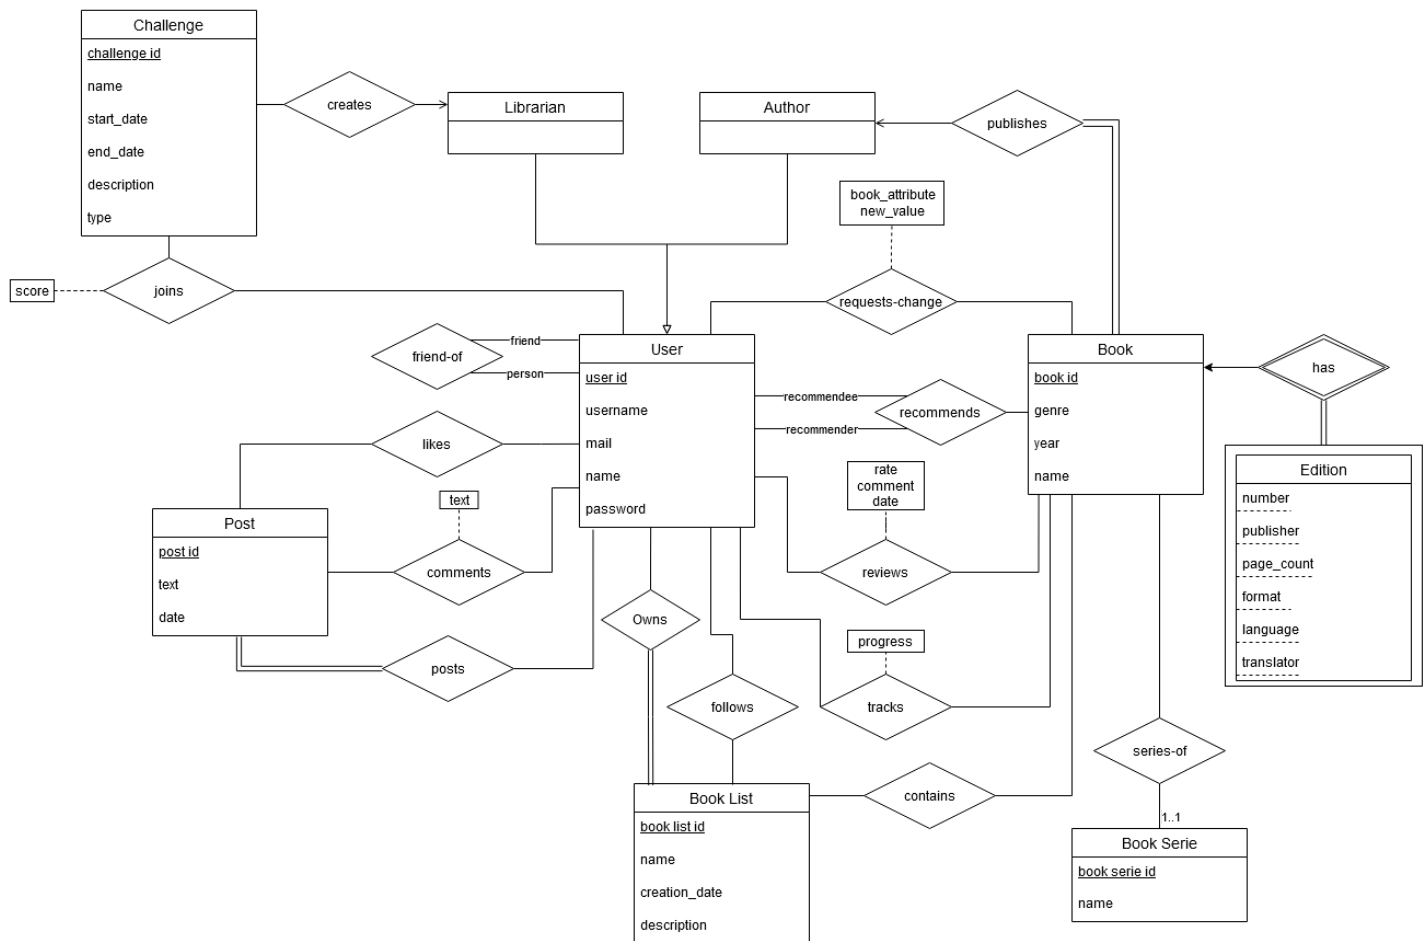 Challenge
challenge id
name
start_date
end_date
description
type
creates
Librarian
Author
publishes
book_attribute
new_value
score
joins
requests-change
friend-of
friend
person
User
user id
username
mail
name
password
recommendee
recommender
recommends
Book
book id
genre
year
name
has
Edition
number
publisher
page_count
format
language
translator
likes
text
rate
comment
date
Post
post id
text
date
comments
reviews
Owns
posts
progress
follows
tracks
series-of
contains
Book List
book list id
name
creation_date
description
1..1
Book Serie
book serie id
name